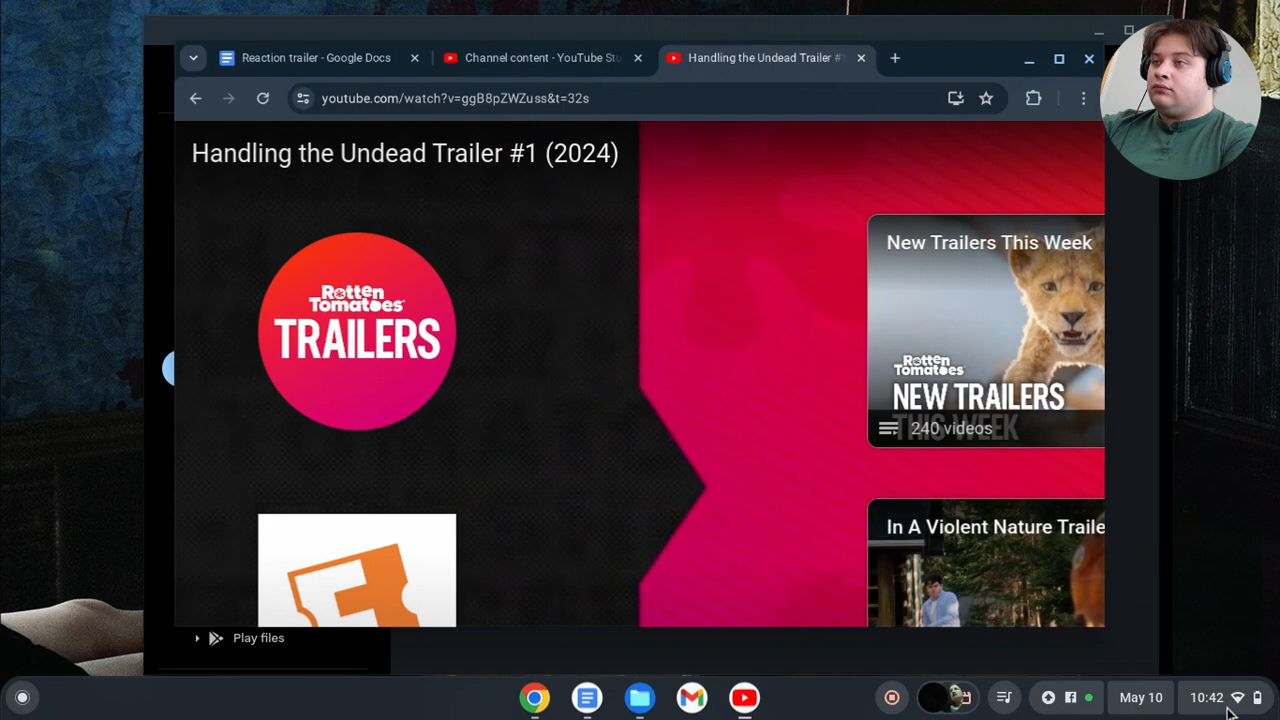 Reaction trailer - Google Docs
Channel content - YouTube Stu
Handling the Undead Trailer #1
youtube.com/watch?v=ggB8pZWZuss&t=32s
Handling the Undead Trailer #1 (2024)
Rotten
Tomatoes
TRAILERS
New Trailers This Week
Rotten
Tomatoes
NEW TRAILERS
THIS WEEK
240 videos
In A Violent Nature Traile
Play files
May 10
10:42